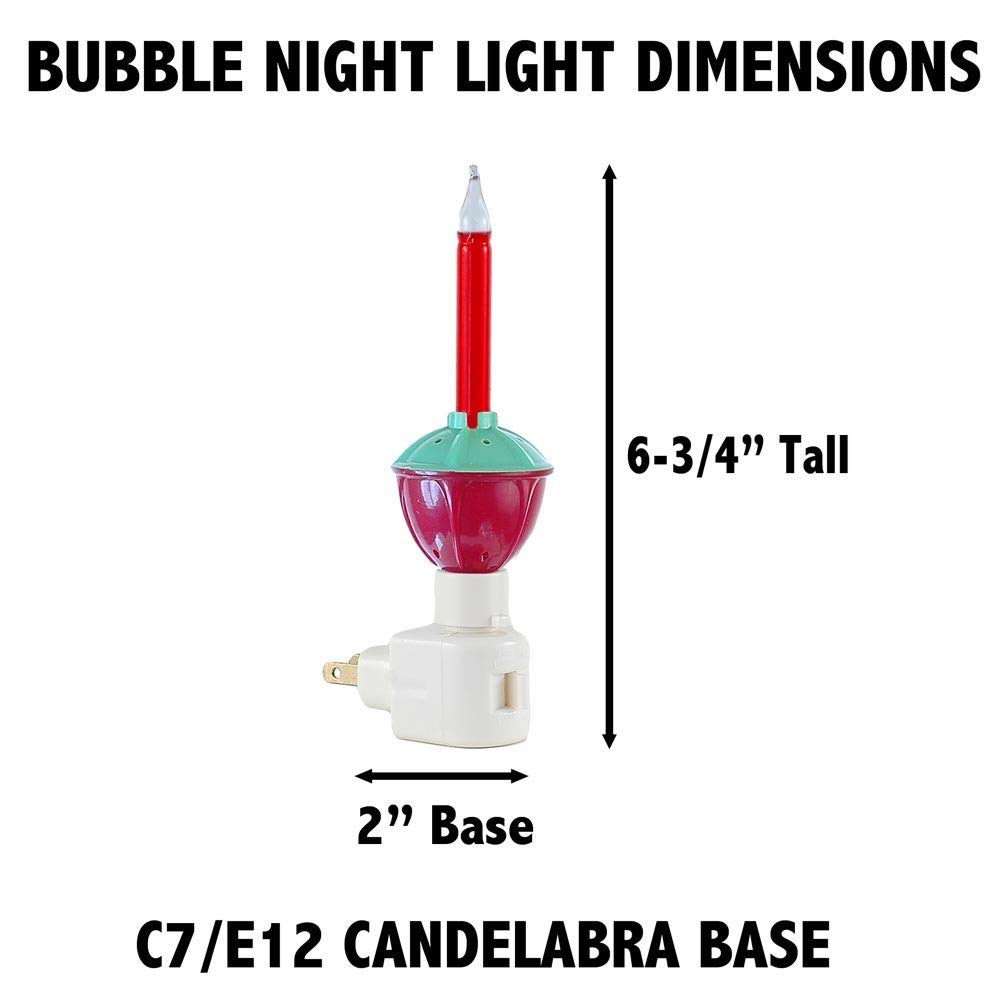 BUBBLE NIGHT LIGHT DIMENSIONS
6-3/4” Tall
2” Base
C7/E12 CANDELABRA BASE